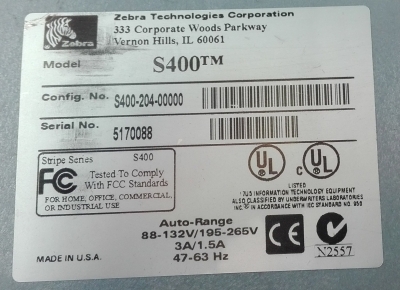 Zebra Technologies Corporation
333 Corporate Woods Parkway
Vernon Hills, IL 60061
Zebra
Model S400™
Config. No. S400-204-00000
Serial No. 5170088
Stripe Series S400
FC Tested To Comply
With FCC Standards
FOR HOME, OFFICE, COMMERCIAL,
OR INDUSTRIAL USE
UL c UL
LISTED
INFORMATION TECHNOLOGY EQUIPMENT
ALSO CLASSIFIED BY UNDERWRITERS LABORATORIES
INC.® IN ACCORDANCE WITH IEC STANDARD NO. 950
Auto-Range
88-132V/195-265V
3A/1.5A
47-63 Hz
CE
N2557
MADE IN U.S.A.